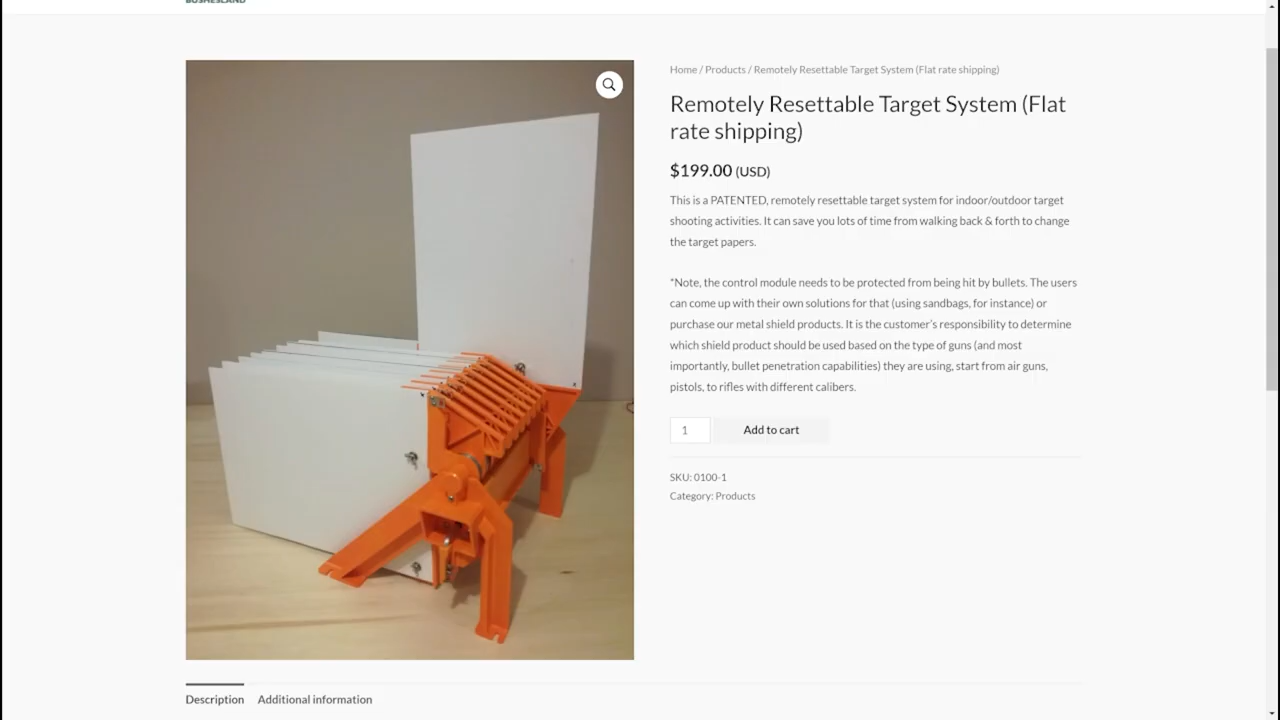 Home / Products / Remotely Resettable Target System (Flat rate shipping)
Remotely Resettable Target System (Flat
rate shipping)
$199.00 (USD)
This is a PATENTED, remotely resettable target system for indoor/outdoor target
shooting activities. It can save you lots of time from walking back & forth to change
the target papers.
*Note, the control module needs to be protected from being hit by bullets. The users
can come up with their own solutions for that (using sandbags, for instance) or
purchase our metal shield products. It is the customer's responsibility to determine
which shield product should be used based on the type of guns (and most
importantly, bullet penetration capabilities) they are using, start from air guns,
pistols, to rifles with different calibers.
1
Add to cart
SKU: 0100-1
Category: Products
Description
Additional information